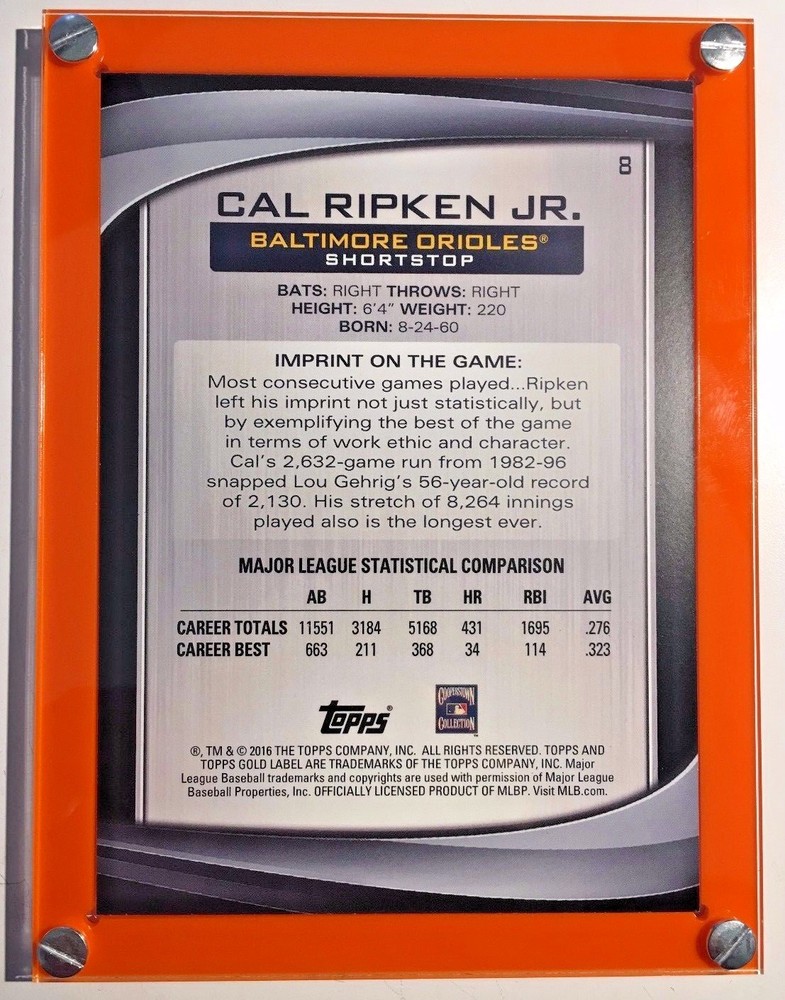 8
CAL RIPKEN JR.
BALTIMORE ORIOLES®
SHORTSTOP
BATS: RIGHT THROWS: RIGHT
HEIGHT: 6'4" WEIGHT: 220
BORN: 8-24-60
IMPRINT ON THE GAME:
Most consecutive games played...Ripken
left his imprint not just statistically, but
by exemplifying the best of the game
in terms of work ethic and character.
Cal's 2,632-game run from 1982-96
snapped Lou Gehrig's 56-year-old record
of 2,130. His stretch of 8,264 innings
played also is the longest ever.
MAJOR LEAGUE STATISTICAL COMPARISON
AB H TB HR RBI AVG
CAREER TOTALS 11551 3184 5168 431 1695 .276
CAREER BEST 663 211 368 34 114 .323
Topps®
COOPERSTOWN
COLLECTION™
®, TM & © 2016 THE TOPPS COMPANY, INC. ALL RIGHTS RESERVED. TOPPS AND
TOPPS GOLD LABEL ARE TRADEMARKS OF THE TOPPS COMPANY, INC. Major
League Baseball trademarks and copyrights are used with permission of Major League
Baseball Properties, Inc. OFFICIALLY LICENSED PRODUCT OF MLBP. Visit MLB.com.